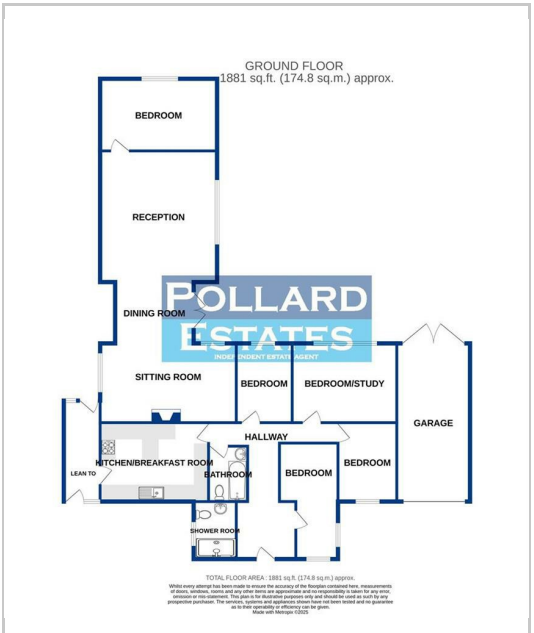 GROUND FLOOR
1881 sq.ft. (174.8 sq.m.) approx.
BEDROOM
RECEPTION
POLLARD
DINING ROOM
ESTATES
INDEPENDENT ESTATE AGENT
SITTING ROOM
BEDROOM
BEDROOM/STUDY
GARAGE
HALLWAY
KITCHEN/BREAKFAST ROOM
LEAN TO
BATHROOM
BEDROOM
BEDROOM
SHOWER ROOM
TOTAL FLOOR AREA : 1881 sq.ft. (174.8 sq.m.) approx.
Whilst every attempt has been made to ensure the accuracy of the floorplan contained here, measurements
of doors, windows, rooms and any other items are approximate and no responsibility is taken for any error,
omission or mis-statement. This plan is for illustrative purposes only and should be used as such by any
prospective purchaser. The services, systems and appliances shown have not been tested and no guarantee
as to their operability or efficiency can be given.
Made with Metropix ©2025